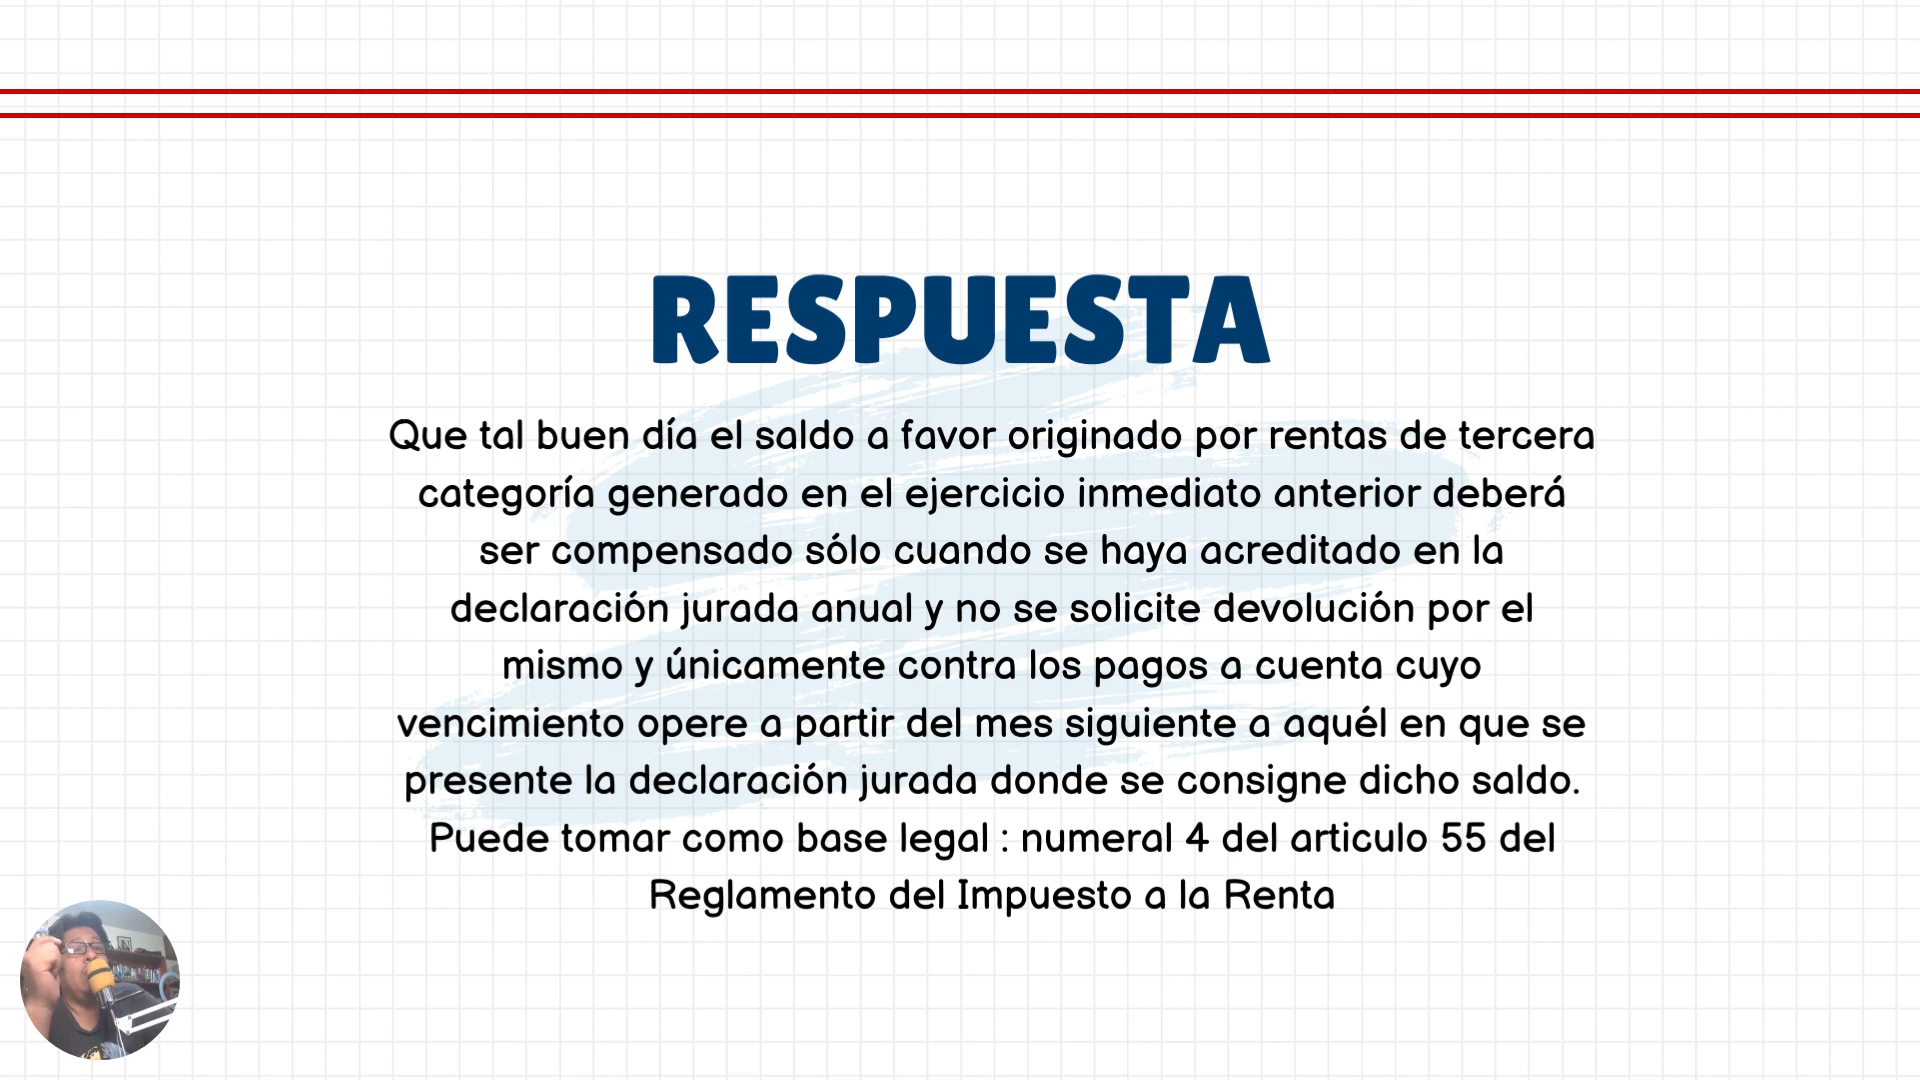 RESPUESTA
Que tal buen día el saldo a favor originado por rentas de tercera
categoría generado en el ejercicio inmediato anterior deberá
ser compensado sólo cuando se haya acreditado en la
declaración jurada anual y no se solicite devolución por el
mismo y únicamente contra los pagos a cuenta cuyo
vencimiento opere a partir del mes siguiente a aquél en que se
presente la declaración jurada donde se consigne dicho saldo.
Puede tomar como base legal : numeral 4 del articulo 55 del
Reglamento del Impuesto a la Renta